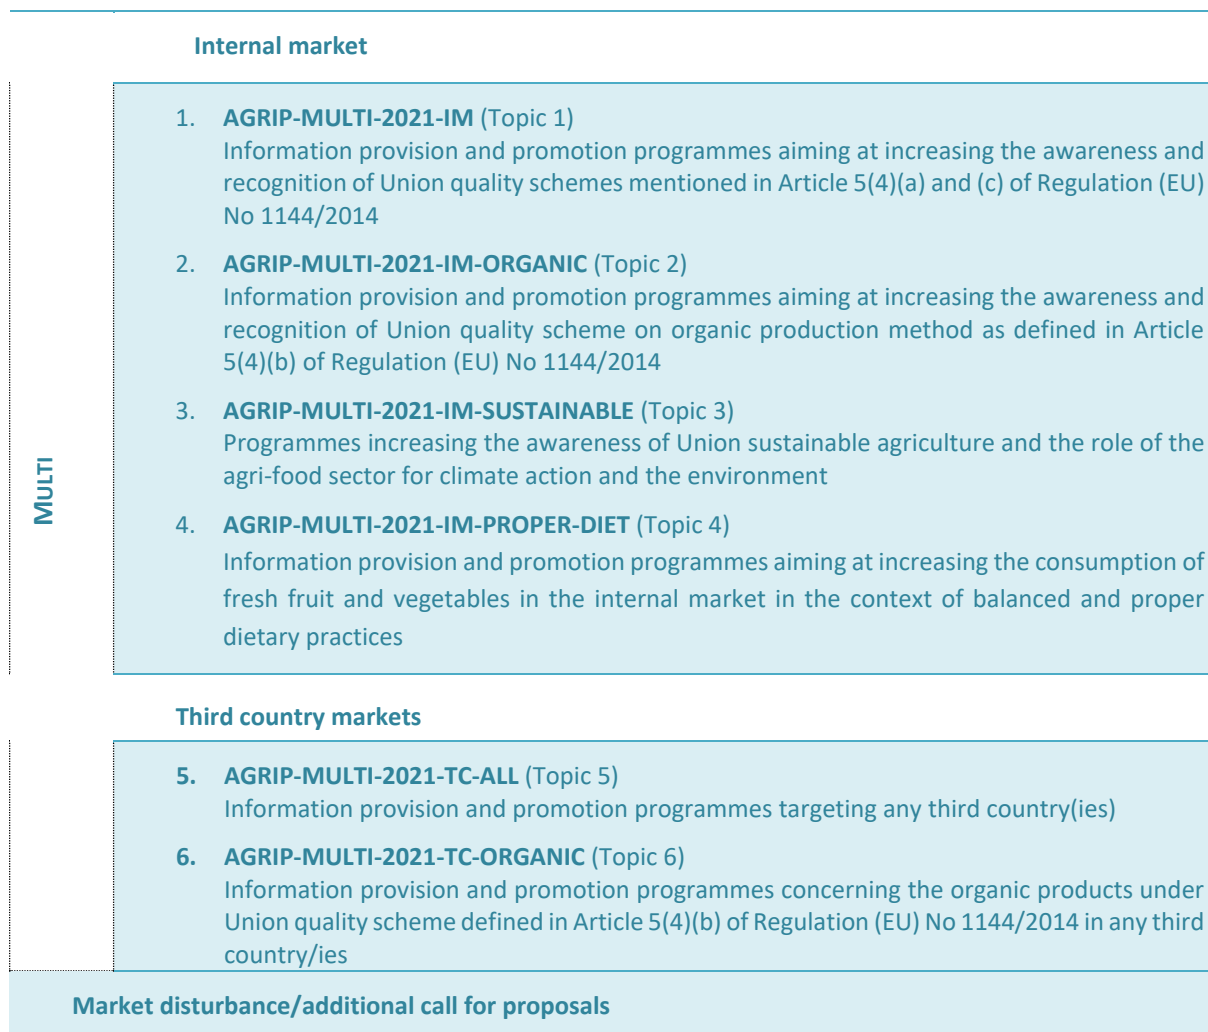 Internal market
1. AGRIP-MULTI-2021-IM (Topic 1)
Information provision and promotion programmes aiming at increasing the awareness and
recognition of Union quality schemes mentioned in Article 5(4)(a) and (c) of Regulation (EU)
No 1144/2014
2. AGRIP-MULTI-2021-IM-ORGANIC (Topic 2)
Information provision and promotion programmes aiming at increasing the awareness and
recognition of Union quality scheme on organic production method as defined in Article
5(4)(b) of Regulation (EU) No 1144/2014
3. AGRIP-MULTI-2021-IM-SUSTAINABLE (Topic 3)
Programmes increasing the awareness of Union sustainable agriculture and the role of the
agri-food sector for climate action and the environment
MULTI
4. AGRIP-MULTI-2021-IM-PROPER-DIET (Topic 4)
Information provision and promotion programmes aiming at increasing the consumption of
fresh fruit and vegetables in the internal market in the context of balanced and proper
dietary practices
Third country markets
5. AGRIP-MULTI-2021-TC-ALL (Topic 5)
Information provision and promotion programmes targeting any third country(ies)
6. AGRIP-MULTI-2021-TC-ORGANIC (Topic 6)
Information provision and promotion programmes concerning the organic products under
Union quality scheme defined in Article 5(4)(b) of Regulation (EU) No 1144/2014 in any third
country/ies
Market disturbance/additional call for proposals